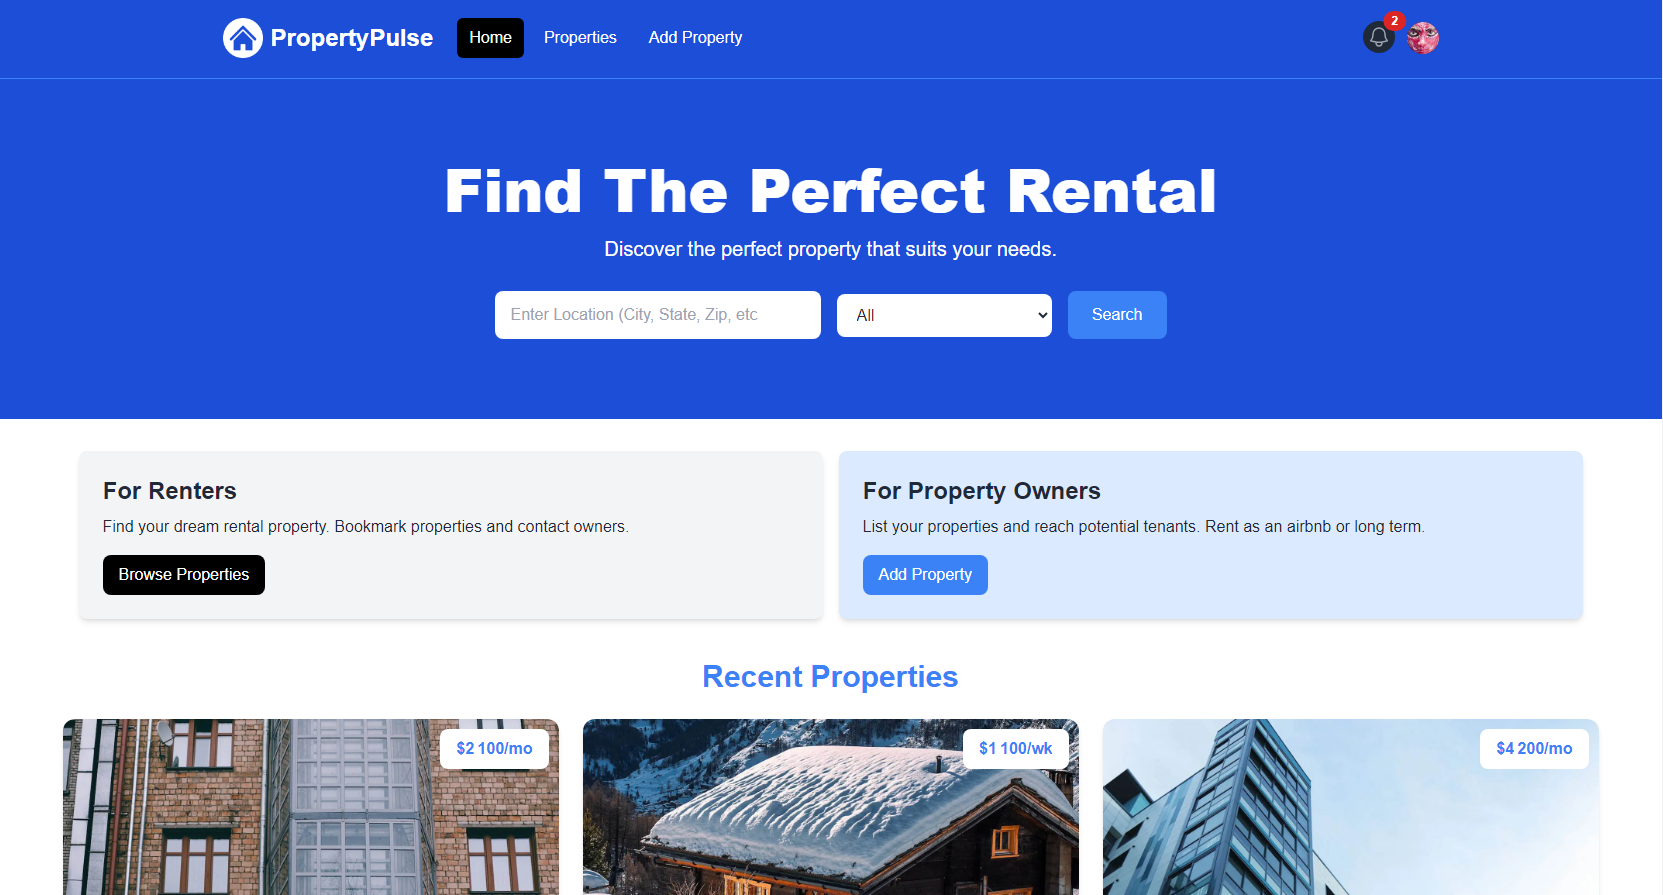 PropertyPulse
Home
Properties
Add Property
2
Find The Perfect Rental
Discover the perfect property that suits your needs.
Enter Location (City, State, Zip, etc
All
Search
For Renters
Find your dream rental property. Bookmark properties and contact owners.
Browse Properties
For Property Owners
List your properties and reach potential tenants. Rent as an airbnb or long term.
Add Property
Recent Properties
$2 100/mo
$1 100/wk
$4 200/mo